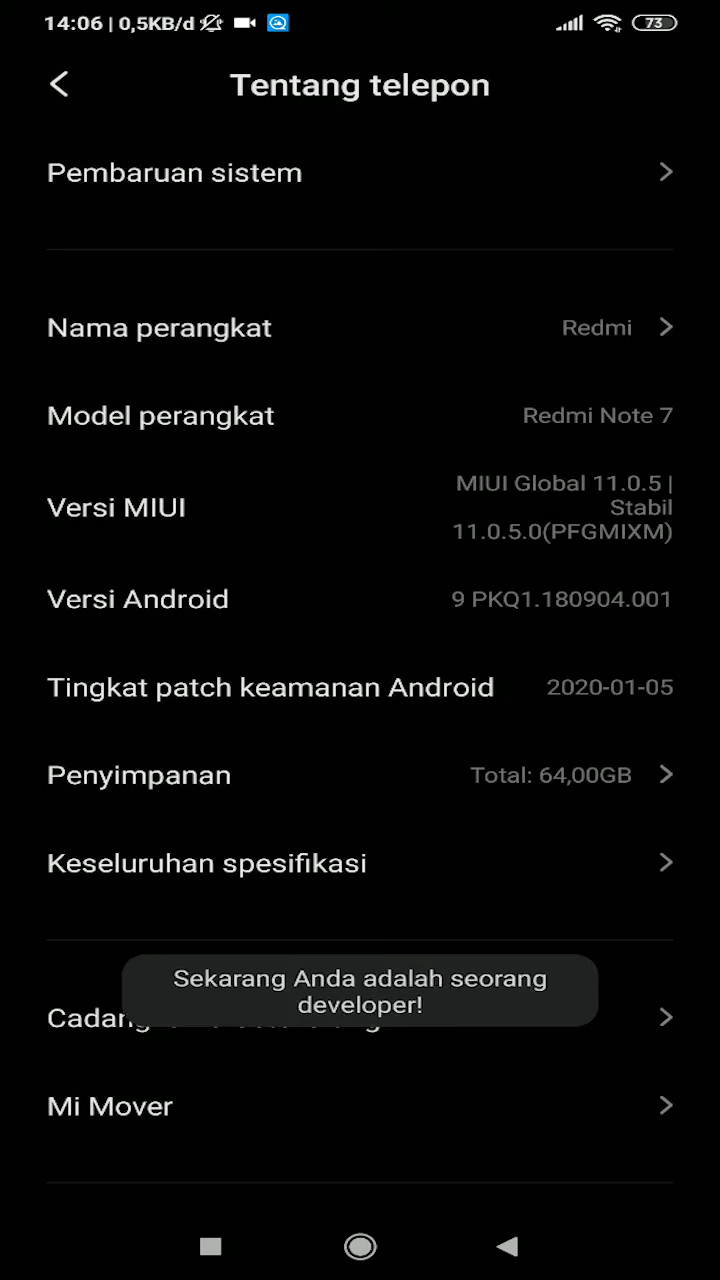 14:06 | 0,5KB/d
73
Tentang telepon
Pembaruan sistem
Nama perangkat
Redmi
Model perangkat
Redmi Note 7
Versi MIUI
MIUI Global 11.0.5 |
Stabil
11.0.5.0(PFGMIXM)
Versi Android
9 PKQ1.180904.001
Tingkat patch keamanan Android
2020-01-05
Penyimpanan
Total: 64,00GB
Keseluruhan spesifikasi
Sekarang Anda adalah seorang
developer!
Mi Mover